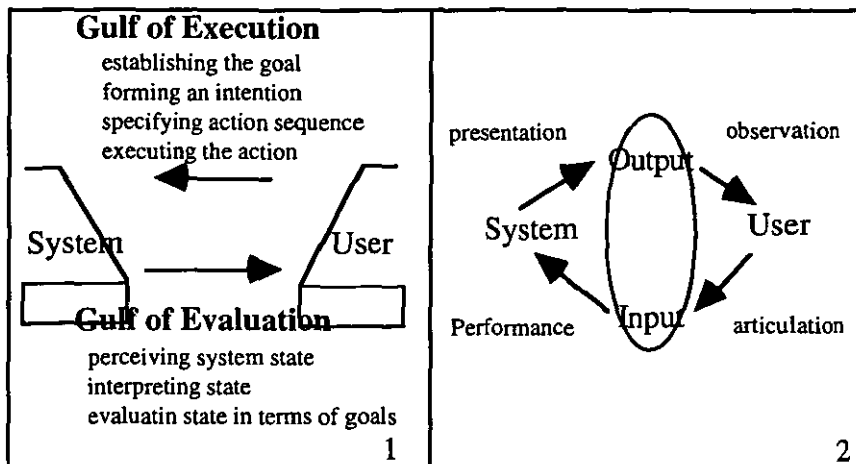 Gulf of Execution
establishing the goal
forming an intention
specifying action sequence
executing the action
System
User
Gulf of Evaluation
perceiving system state
interpreting state
evaluatin state in terms of goals
1
presentation
observation
Output
System
User
Performance
Input
articulation
2